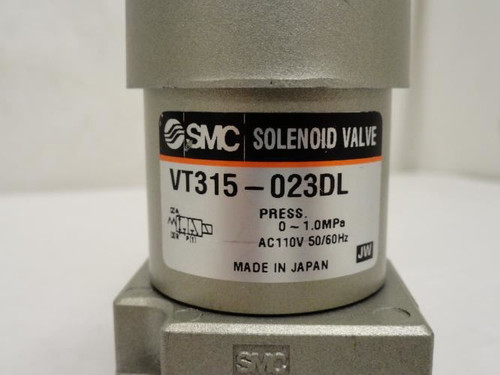 SMC SOLENOID VALVE
VT315-023DL
PRESS.
0~1.0MPa
AC110V 50/60Hz
JW
MADE IN JAPAN
SMC